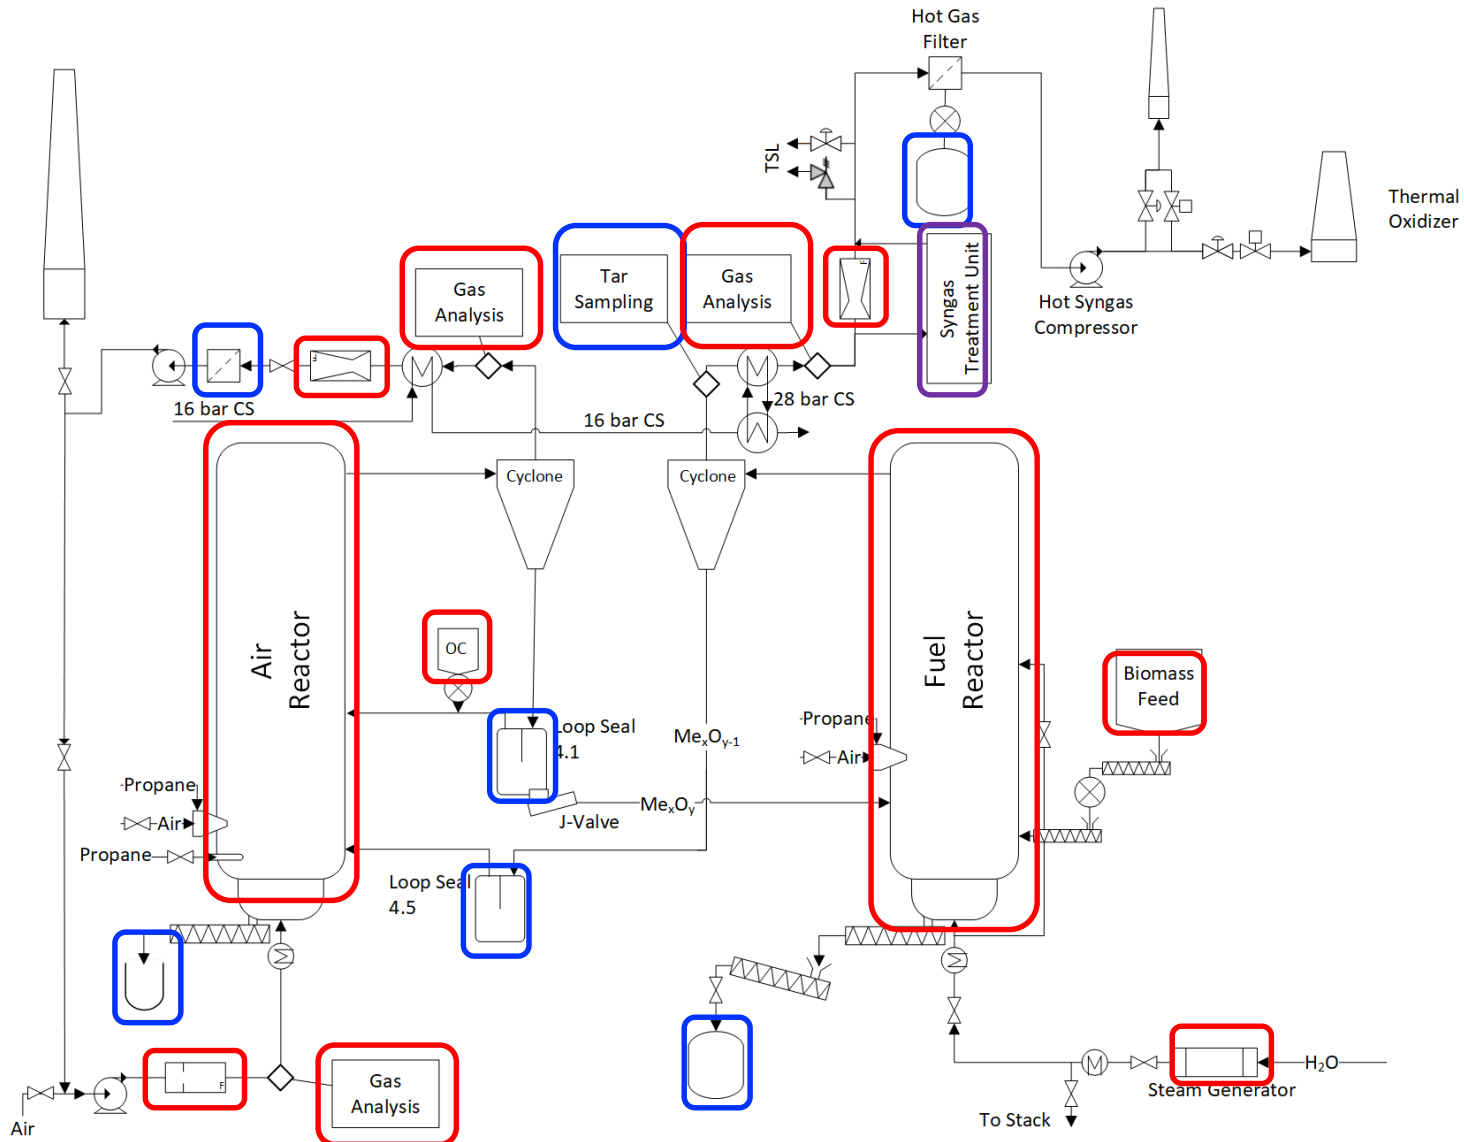 Hot Gas
Filter
TSL
Thermal
Oxidizer
Gas
Analysis
Tar
Sampling
Gas
Analysis
F
Syngas
Treatment Unit
Hot Syngas
Compressor
F
16 bar CS
28 bar CS
16 bar CS
Cyclone
Cyclone
Air
Reactor
OC
Fuel
Reactor
Biomass
Feed
Loop Seal
4.1
MeₓOᵧ₋₁
Propane
Air
Propane
Air
MeₓOᵧ
J-Valve
Propane
Loop Seal
4.5
Gas
Analysis
F
H₂O
Steam Generator
To Stack
Air